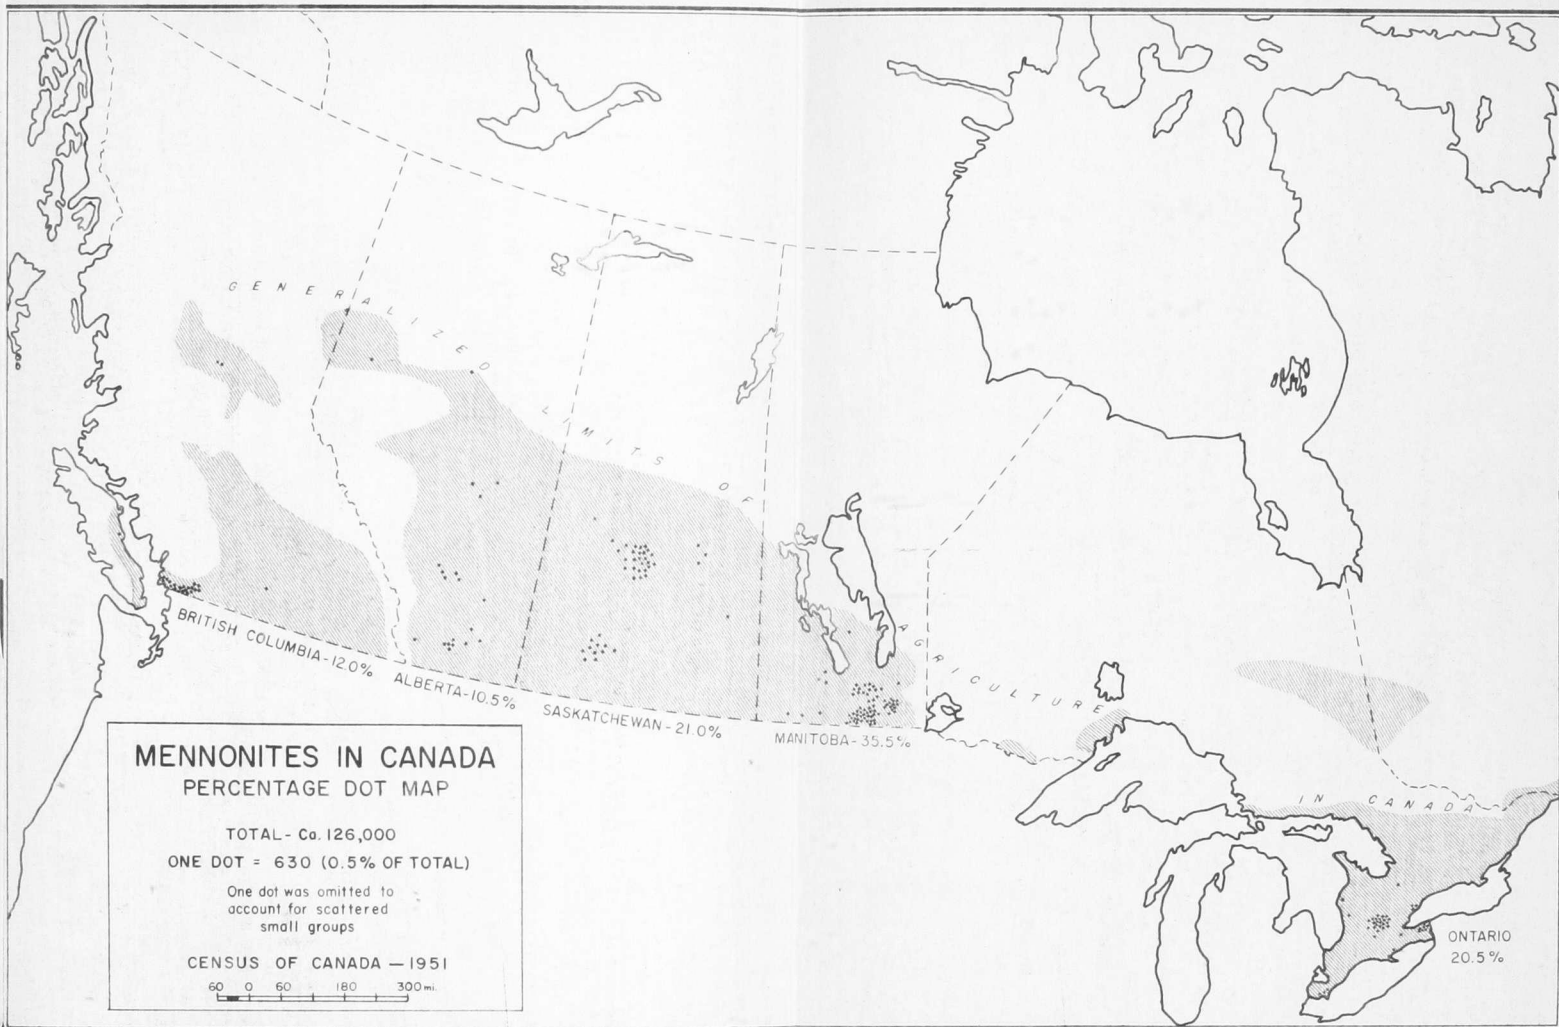 GENERALIZED LIMITS OF AGRICULTURE IN CANADA
BRITISH COLUMBIA-12.0%
ALBERTA-10.5%
SASKATCHEWAN-21.0%
MANITOBA-35.5%
ONTARIO
20.5%
MENNONITES IN CANADA
PERCENTAGE DOT MAP
TOTAL- Ca. 126,000
ONE DOT = 630 (0.5% OF TOTAL)
One dot was omitted to
account for scattered
small groups
CENSUS OF CANADA — 1951
60 0 60 180 300 mi.